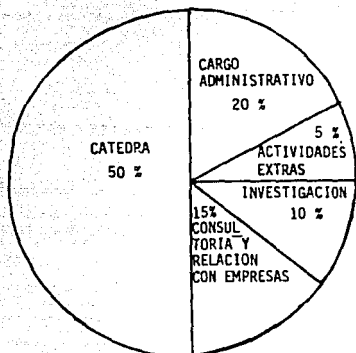 CARGO
ADMINISTRATIVO
20 %
5 %
ACTIVIDADES
EXTRAS
CATEDRA
50 %
INVESTIGACION
10 %
15%
CONSUL
TORIA Y
RELACION
CON EMPRESAS